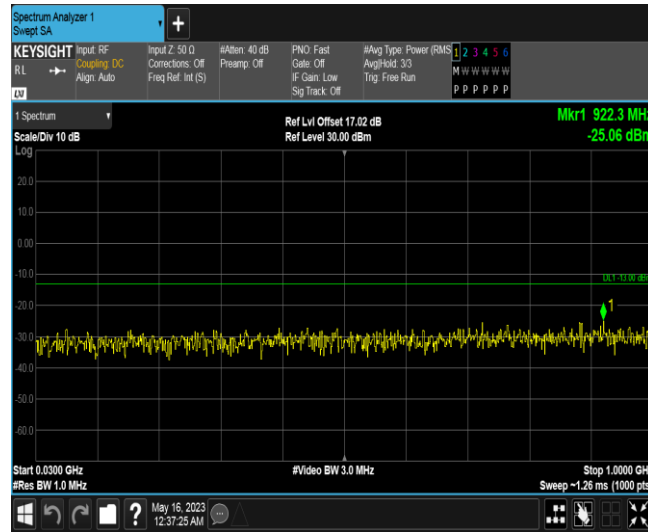 Spectrum Analyzer 1
Swept SA
KEYSIGHT
RL
LXI
Input: RF
Coupling: DC
Align: Auto
Input Z: 50 Ω
Corrections: Off
Freq Ref: Int (S)
#Atten: 40 dB
Preamp: Off
PNO: Fast
Gate: Off
IF Gain: Low
Sig Track: Off
#Avg Type: Power (RMS
Avg|Hold: 3/3
Trig: Free Run
1 2 3 4 5 6
M W W W W W
P P P P P P
1 Spectrum
Scale/Div 10 dB
Log
Ref Lvl Offset 17.02 dB
Ref Level 30.00 dBm
Mkr1 922.3 MHz
-25.06 dBm
20.0
10.0
0.00
-10.0
DL1 -13.00 dBm
-20.0
1
-30.0
-40.0
-50.0
-60.0
Start 0.0300 GHz
#Res BW 1.0 MHz
#Video BW 3.0 MHz
Stop 1.0000 GHz
Sweep ~1.26 ms (1000 pts)
?
May 16, 2023
12:37:25 AM